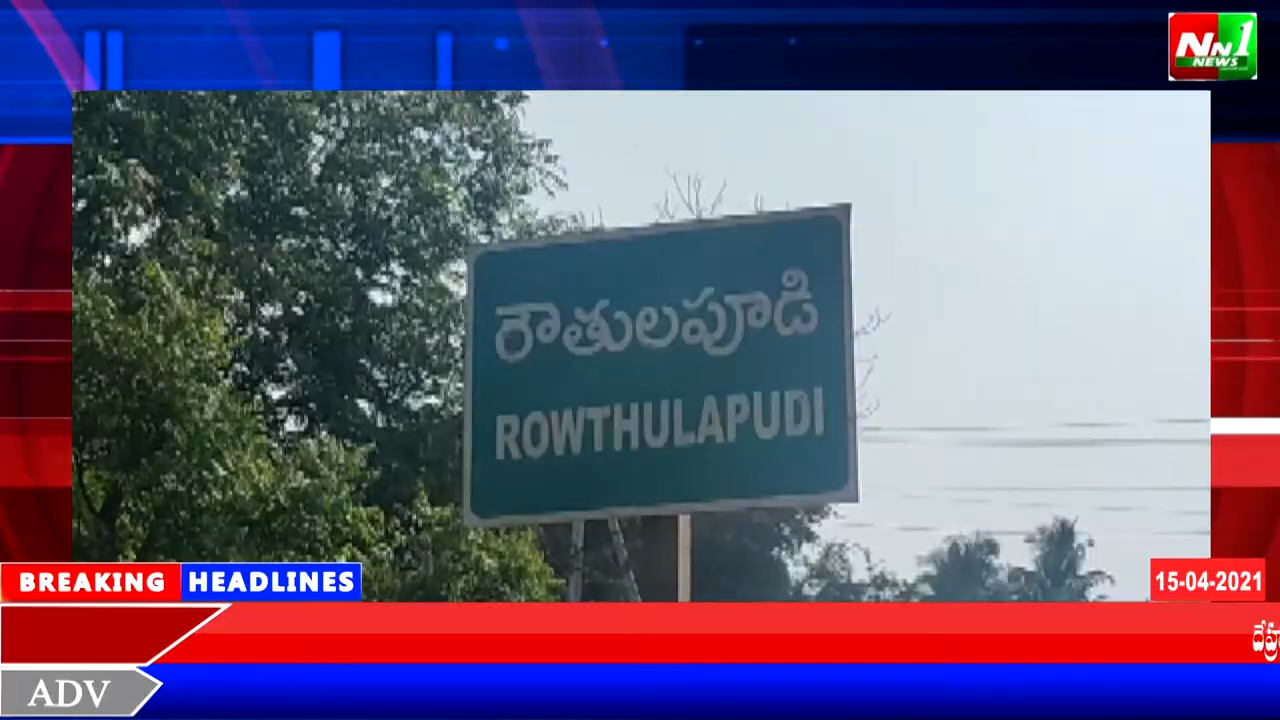 Nn1
NEWS
రౌతులపూడి
ROWTHULAPUDI
BREAKING HEADLINES
15-04-2021
ADV